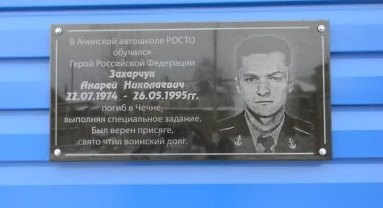 В Ачинской автошколе РОСТО
обучался
Герой Российской Федерации
Захарчук
Андрей Николаевич
22.07.1974 - 26.05.1995гг.
погиб в Чечне,
выполняя специальное задание.
Был верен присяге,
свято чтил воинский долг.